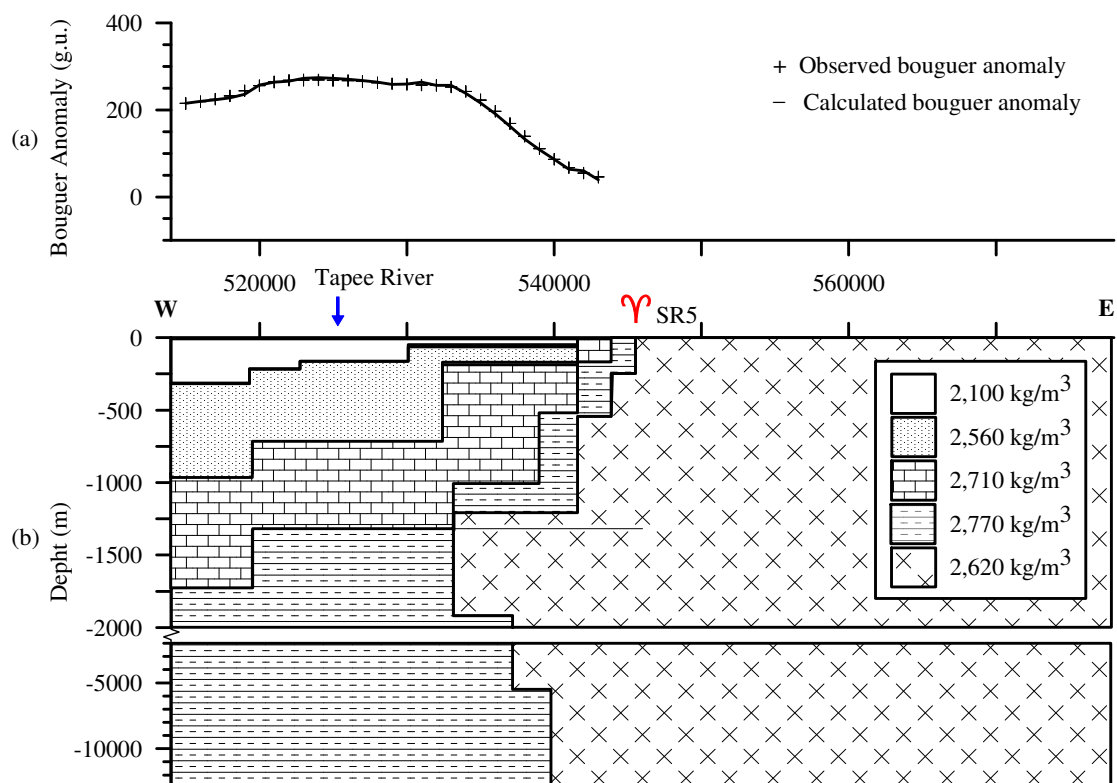 400
200
0
Bouguer Anomaly (g.u.)
(a)
+ Observed bouguer anomaly
− Calculated bouguer anomaly
520000
540000
560000
Tapee River
W
SR5
E
0
-500
-1000
-1500
-2000
-5000
-10000
Depht (m)
(b)
2,100 kg/m³
2,560 kg/m³
2,710 kg/m³
2,770 kg/m³
2,620 kg/m³